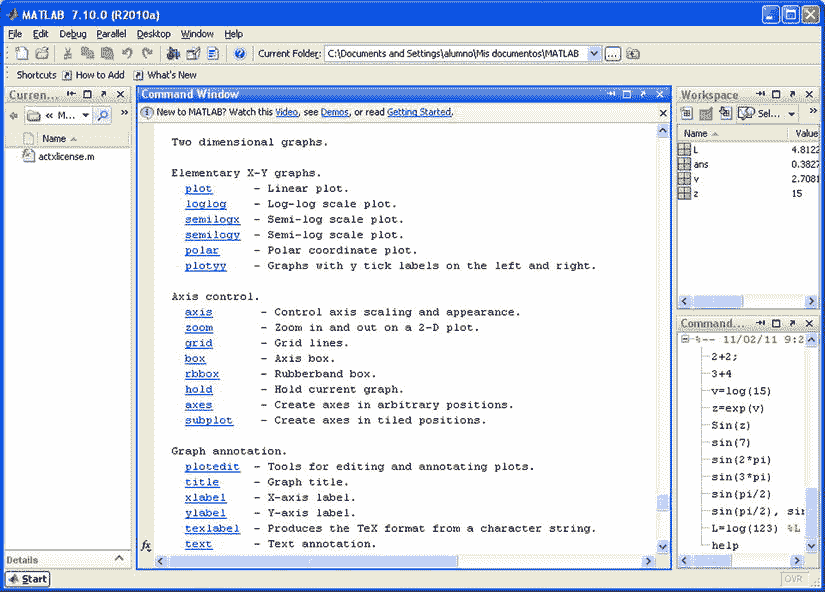 MATLAB 7.10.0 (R2010a)
File Edit Debug Parallel Desktop Window Help
Current Folder: C:\Documents and Settings\alumno\Mis documentos\MATLAB
Shortcuts How to Add What's New
Curren...
« M...
Name
actxlicense.m
Details
Start
Command Window
New to MATLAB? Watch this Video, see Demos, or read Getting Started.
Two dimensional graphs.
Elementary X-Y graphs.
plot - Linear plot.
loglog - Log-log scale plot.
semilogx - Semi-log scale plot.
semilogy - Semi-log scale plot.
polar - Polar coordinate plot.
plotyy - Graphs with y tick labels on the left and right.
Axis control.
axis - Control axis scaling and appearance.
zoom - Zoom in and out on a 2-D plot.
grid - Grid lines.
box - Axis box.
rbbox - Rubberband box.
hold - Hold current graph.
axes - Create axes in arbitrary positions.
subplot - Create axes in tiled positions.
Graph annotation.
plotedit - Tools for editing and annotating plots.
title - Graph title.
xlabel - X-axis label.
ylabel - Y-axis label.
texlabel - Produces the TeX format from a character string.
text - Text annotation.
fx
Workspace
Sel...
Name Value
L 4.8122
ans 0.3827
v 2.7081
z 15
Command...
%-- 11/02/11 9:2
2+2;
3+4
v=log(15)
z=exp(v)
Sin(z)
sin(7)
sin(2*pi)
sin(3*pi)
sin(pi/2)
sin(pi/2), sin
L=log(123) %L
help
OVR